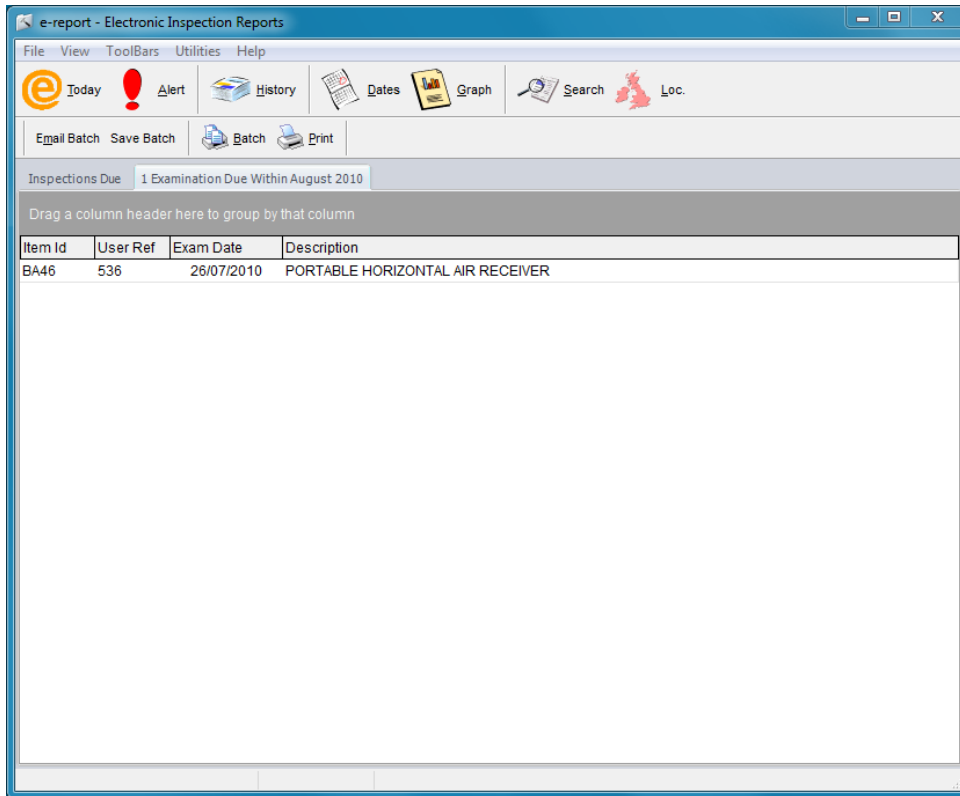 e-report - Electronic Inspection Reports
File View ToolBars Utilities Help
Today Alert History Dates Graph Search Loc.
Email Batch Save Batch Batch Print
Inspections Due 1 Examination Due Within August 2010
Drag a column header here to group by that column
Item Id User Ref Exam Date Description
BA46 536 26/07/2010 PORTABLE HORIZONTAL AIR RECEIVER